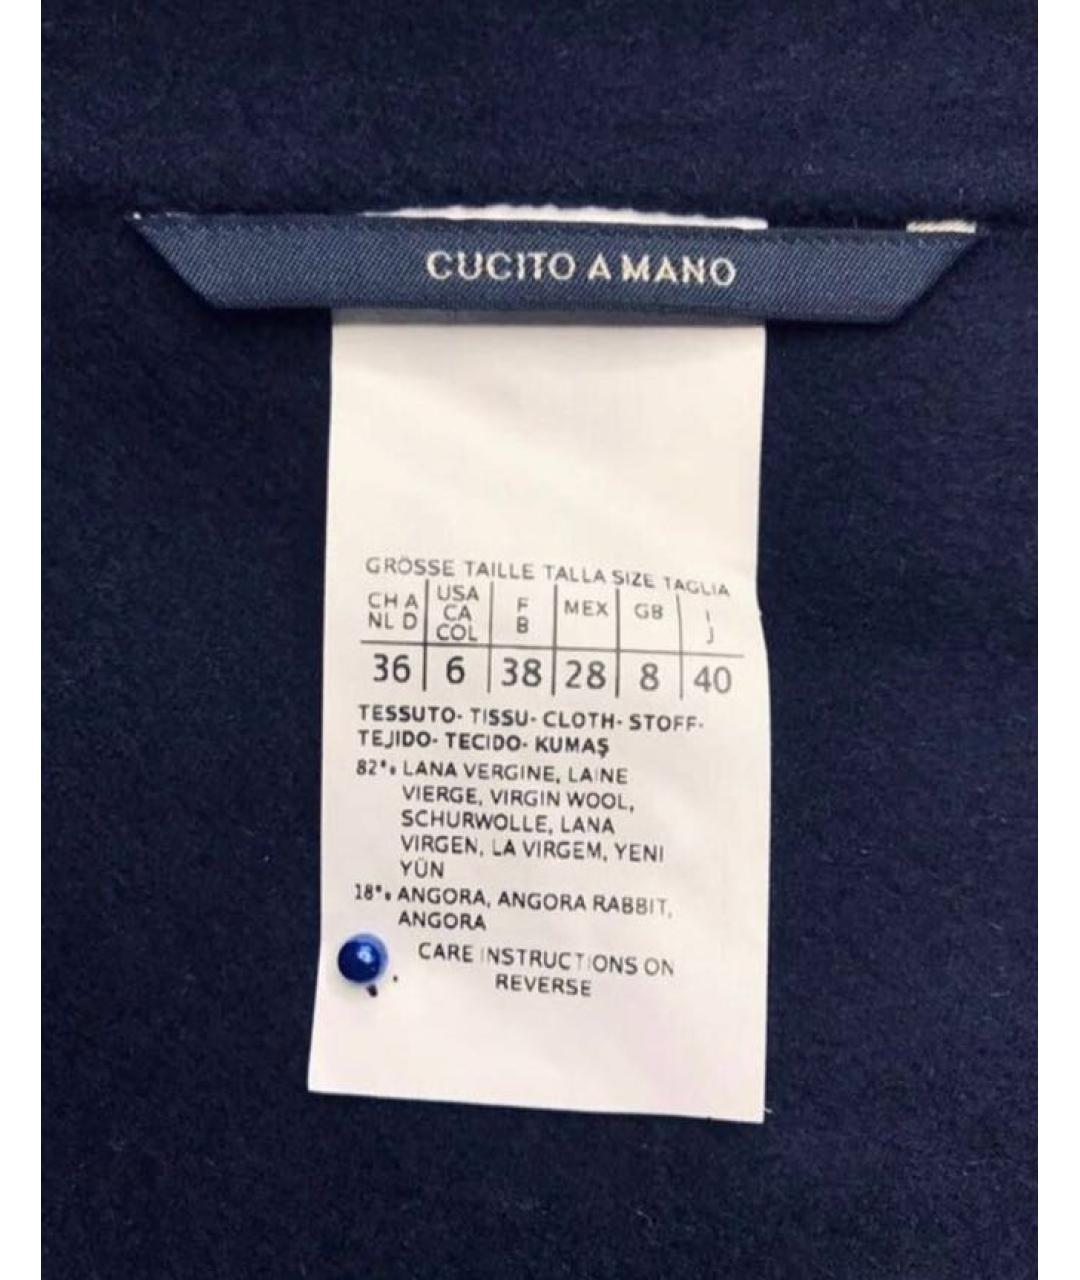 CUCITO A MANO
GRÖSSE TAILLE TALLA SIZE TAGLIA
CH A NL D | USA CA COL | F B | MEX | GB | I J
36 | 6 | 38 | 28 | 8 | 40
TESSUTO- TISSU- CLOTH- STOFF-
TEJIDO- TECIDO- KUMAŞ
82% LANA VERGINE, LAINE
VIERGE, VIRGIN WOOL,
SCHURWOLLE, LANA
VIRGEN, LA VIRGEM, YENI
YÜN
18% ANGORA, ANGORA RABBIT,
ANGORA
CARE INSTRUCTIONS ON
REVERSE